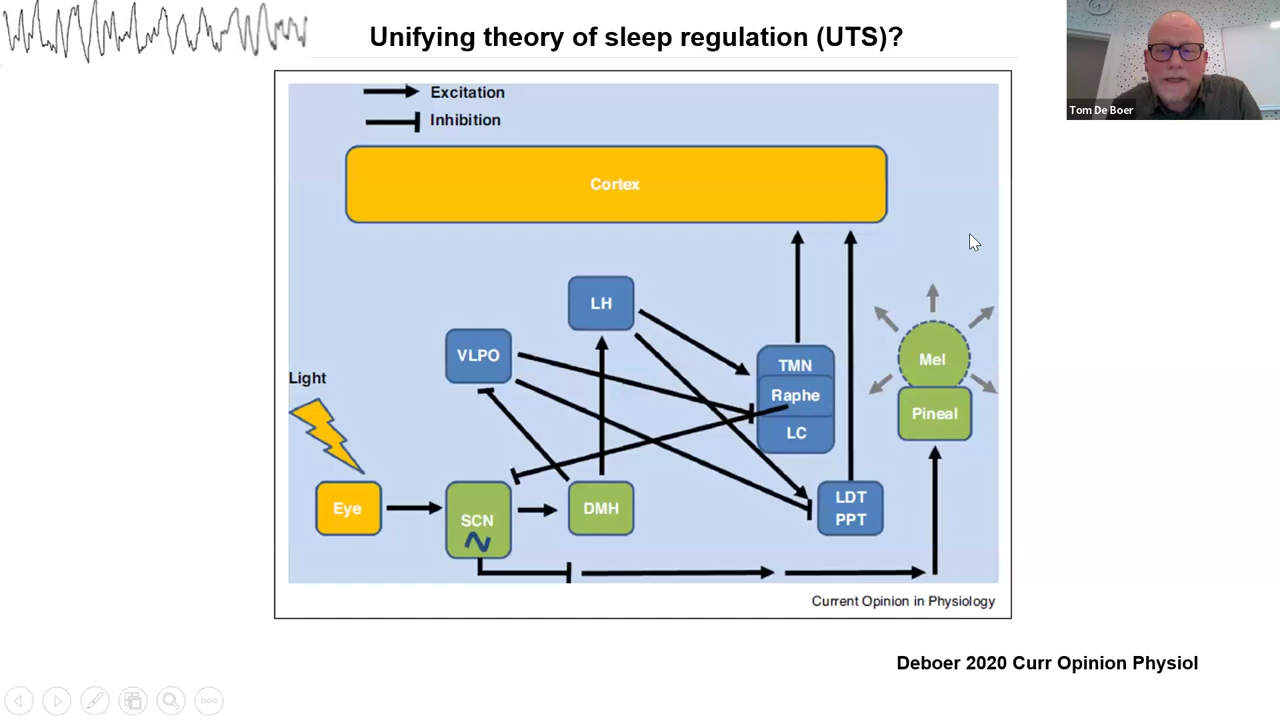 Unifying theory of sleep regulation (UTS)?
Tom De Boer
Excitation
Inhibition
Cortex
LH
VLPO
TMN
Raphe
LC
Mel
Pineal
Light
Eye
SCN
DMH
LDT
PPT
Current Opinion in Physiology
Deboer 2020 Curr Opinion Physiol